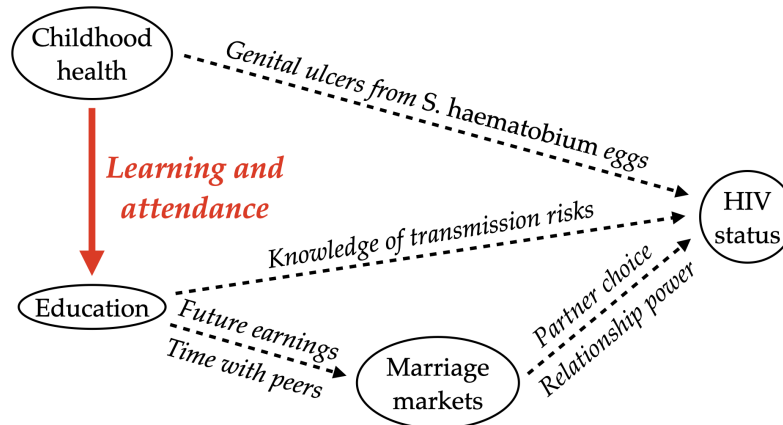 Childhood
health
Genital ulcers from S. haematobium eggs
Learning and
attendance
HIV
status
Knowledge of transmission risks
Education
Future earnings
Time with peers
Partner choice
Relationship power
Marriage
markets